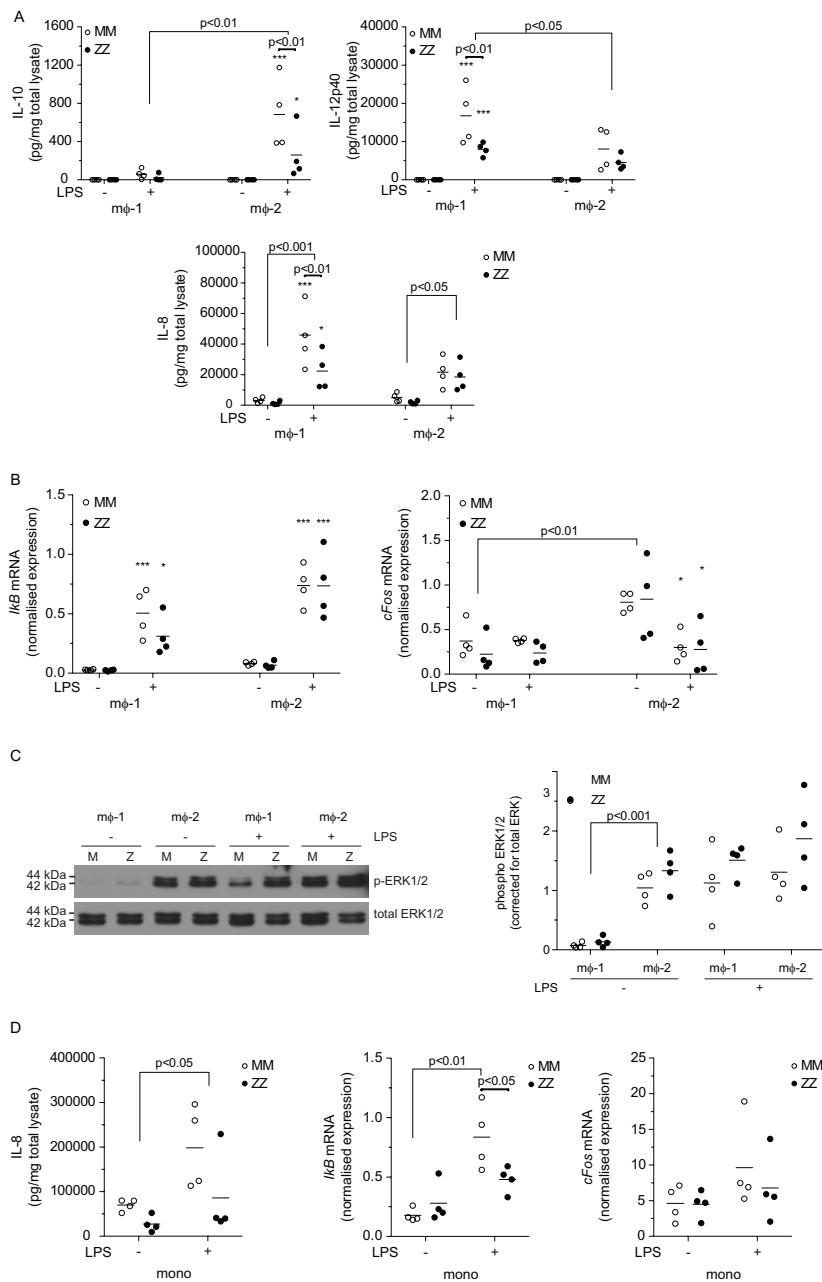 A
1600
1200
800
400
0
IL-10
(pg/mg total lysate)
p<0.01
p<0.01
***
*
MM
ZZ
LPS - + - +
mφ-1 mφ-2
40000
30000
20000
10000
0
IL-12p40
(pg/mg total lysate)
MM
ZZ
p<0.05
p<0.01
***
***
LPS - + - +
mφ-1 mφ-2
100000
80000
60000
40000
20000
0
IL-8
(pg/mg total lysate)
p<0.001
p<0.01
***
*
p<0.05
MM
ZZ
LPS - + - +
mφ-1 mφ-2
B
1.5
1.0
0.5
0.0
IkB mRNA
(normalised expression)
MM
ZZ
*** *
*** ***
LPS - + - +
mφ-1 mφ-2
2.0
1.5
1.0
0.5
0.0
cFos mRNA
(normalised expression)
MM
ZZ
p<0.01
* *
LPS - + - +
mφ-1 mφ-2
C
mφ-1 mφ-2 mφ-1 mφ-2
- - + + LPS
M Z M Z M Z M Z
44 kDa
42 kDa
p-ERK1/2
44 kDa
42 kDa
total ERK1/2
3
2
1
0
phospho ERK1/2
(corrected for total ERK)
MM
ZZ
p<0.001
mφ-1 mφ-2 mφ-1 mφ-2
LPS - +
D
400000
300000
200000
100000
0
IL-8
(pg/mg total lysate)
p<0.05
MM
ZZ
LPS - +
mono
1.5
1.0
0.5
0.0
IkB mRNA
(normalised expression)
p<0.01
p<0.05
MM
ZZ
LPS - +
mono
25
20
15
10
5
0
cFos mRNA
(normalised expression)
MM
ZZ
LPS - +
mono